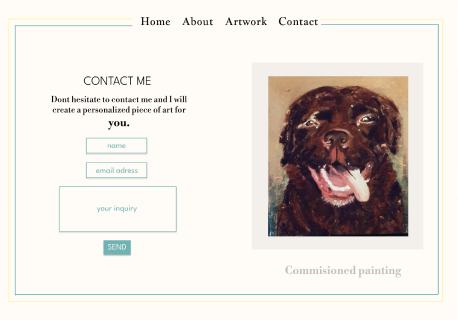 Home About Artwork Contact
CONTACT ME
Dont hesitate to contact me and I will
create a personalized piece of art for
you.
name
email adress
your inquiry
SEND
Commisioned painting